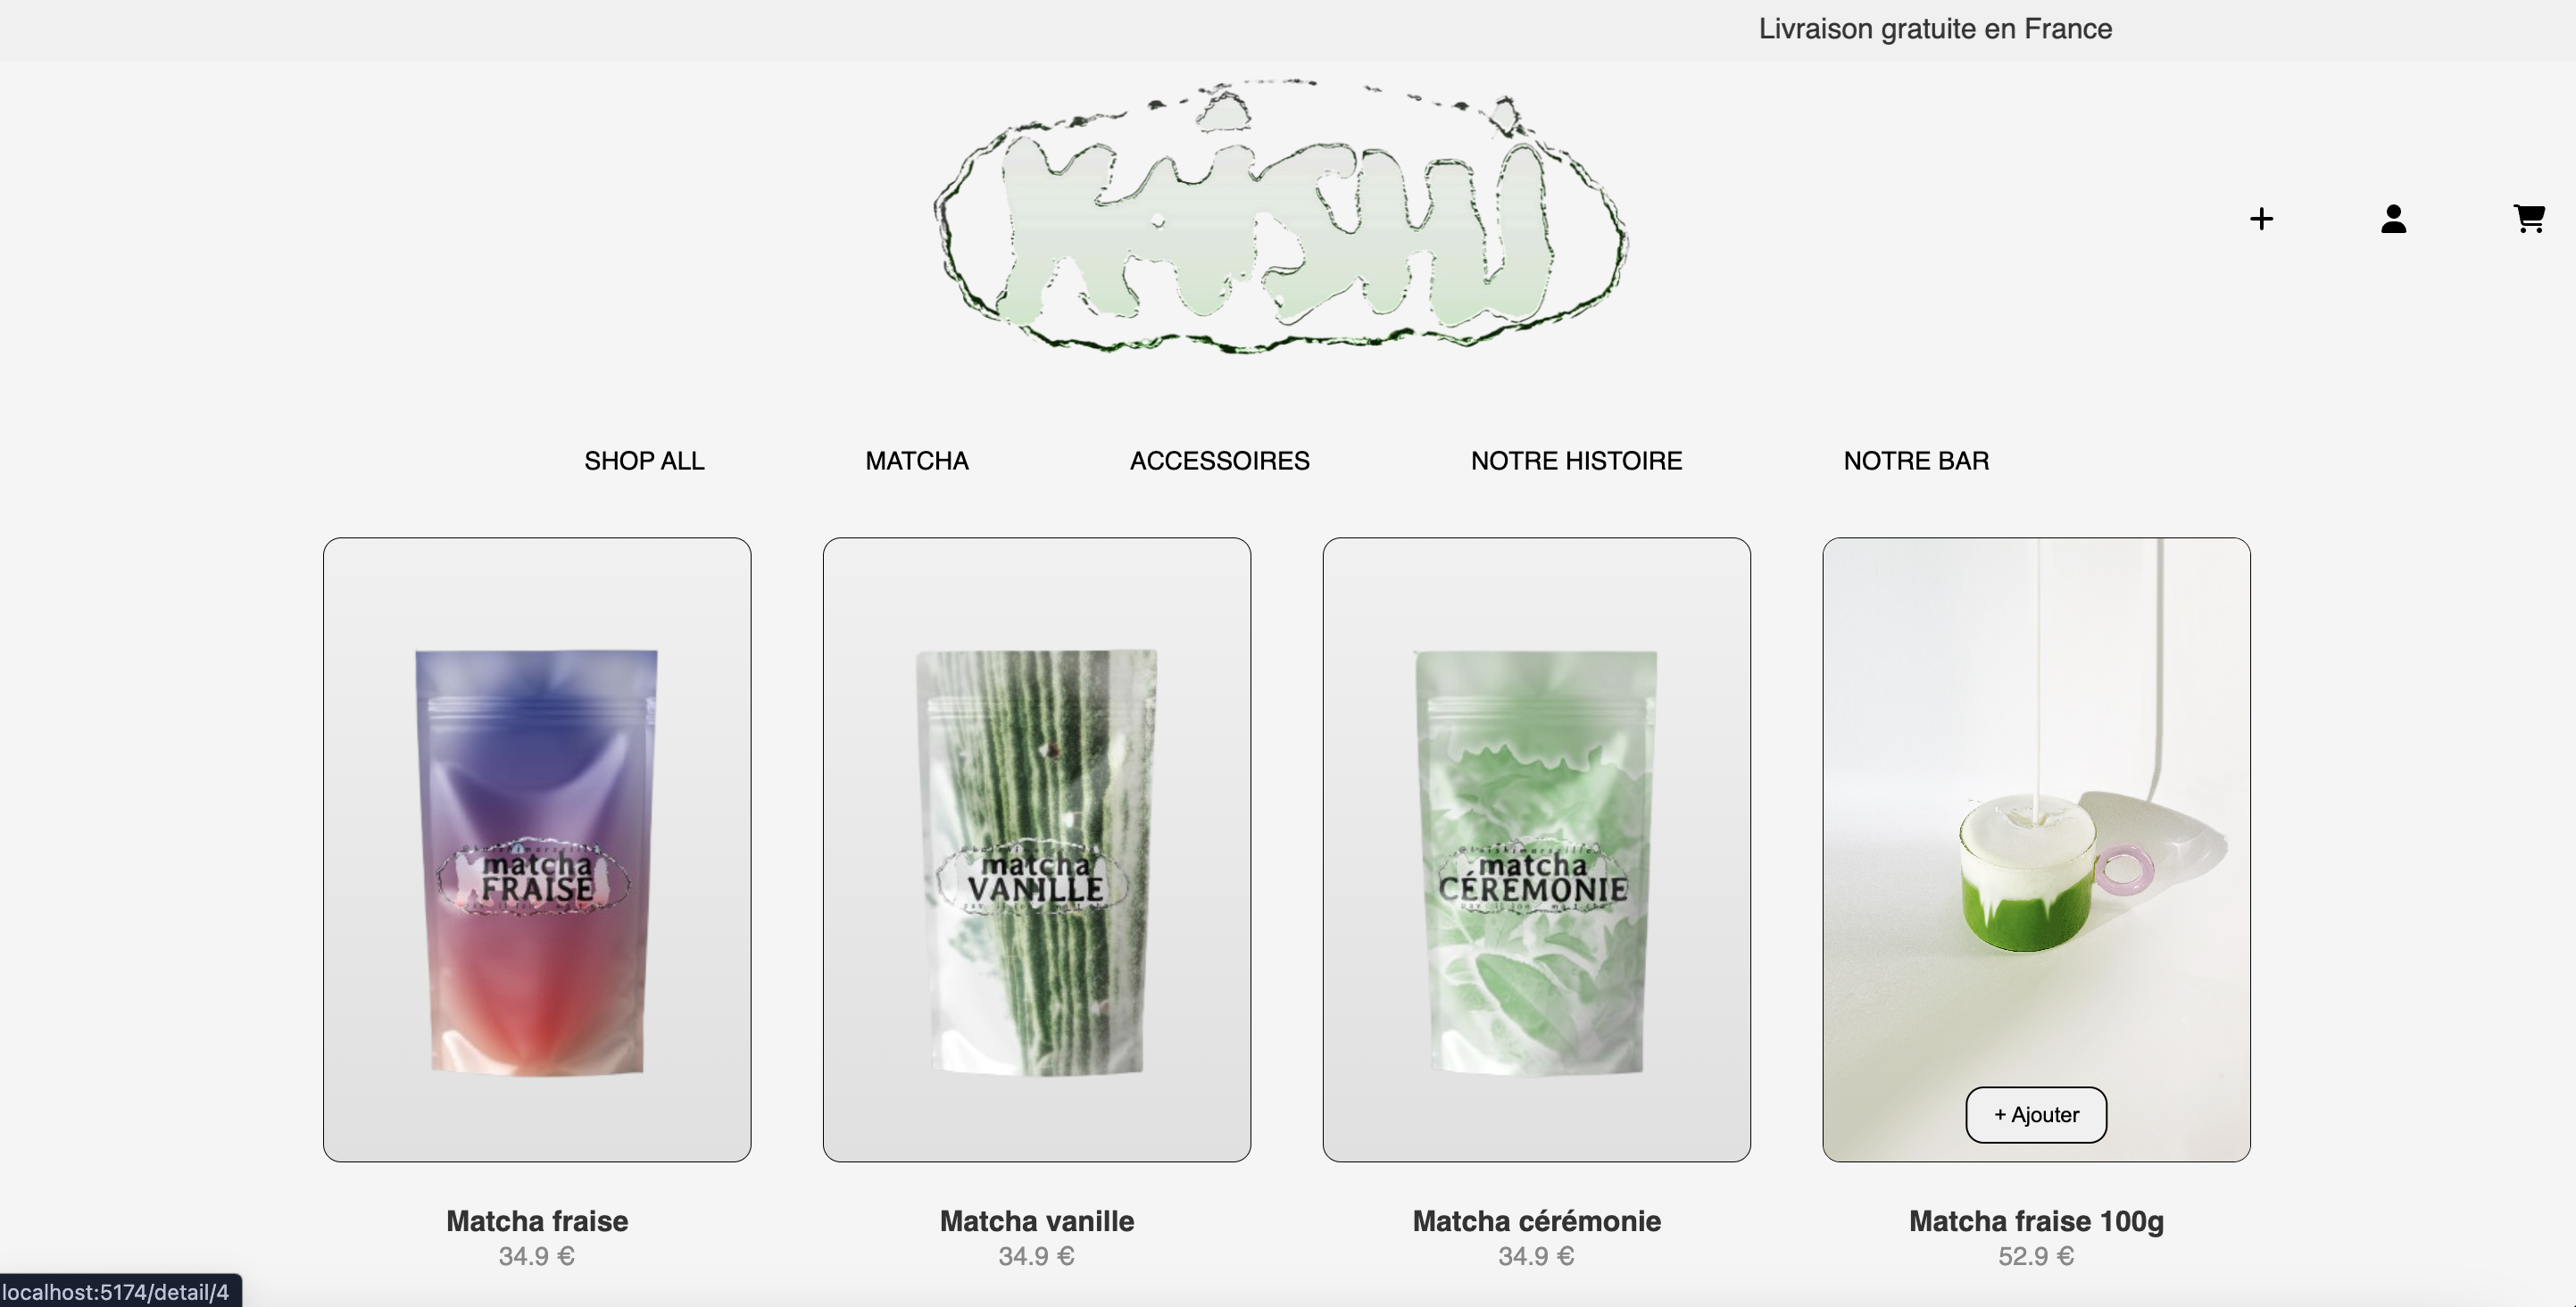 Livraison gratuite en France
SHOP ALL MATCHA ACCESSOIRES NOTRE HISTOIRE NOTRE BAR
matcha
FRAISE
matcha
VANILLE
matcha
CÉRÉMONIE
+ Ajouter
Matcha fraise
34.9 €
Matcha vanille
34.9 €
Matcha cérémonie
34.9 €
Matcha fraise 100g
52.9 €
localhost:5174/detail/4